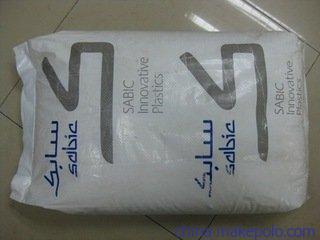 SABIC
Innovative
Plastics
سابك
sabic
SABIC
Innovative
Plastics
سابك
sabic
china.makepolo.com